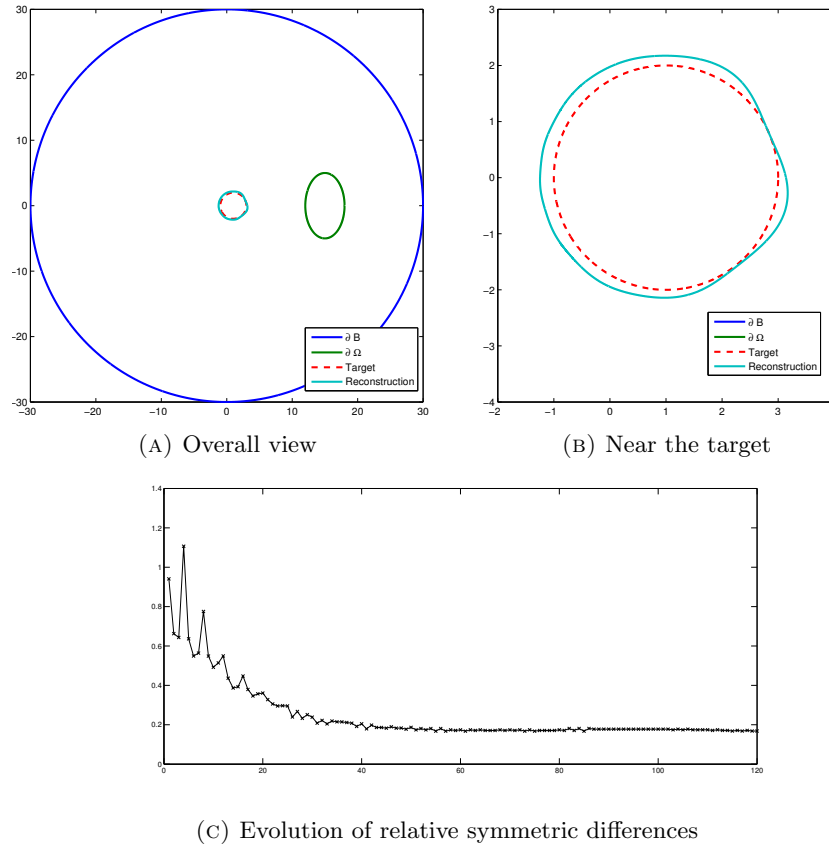 30
20
10
0
−10
−20
−30
−30 −20 −10 0 10 20 30
∂ B
∂ Ω
Target
Reconstruction
(A) Overall view
3
2
1
0
−1
−2
−3
−4
−2 −1 0 1 2 3
∂ B
∂ Ω
Target
Reconstruction
(B) Near the target
1.4
1.2
1
0.8
0.6
0.4
0.2
0
0 20 40 60 80 100 120
(C) Evolution of relative symmetric differences